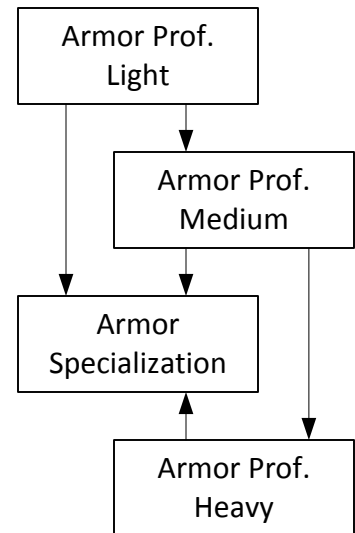 Armor Prof.
Light
Armor Prof.
Medium
Armor
Specialization
Armor Prof.
Heavy